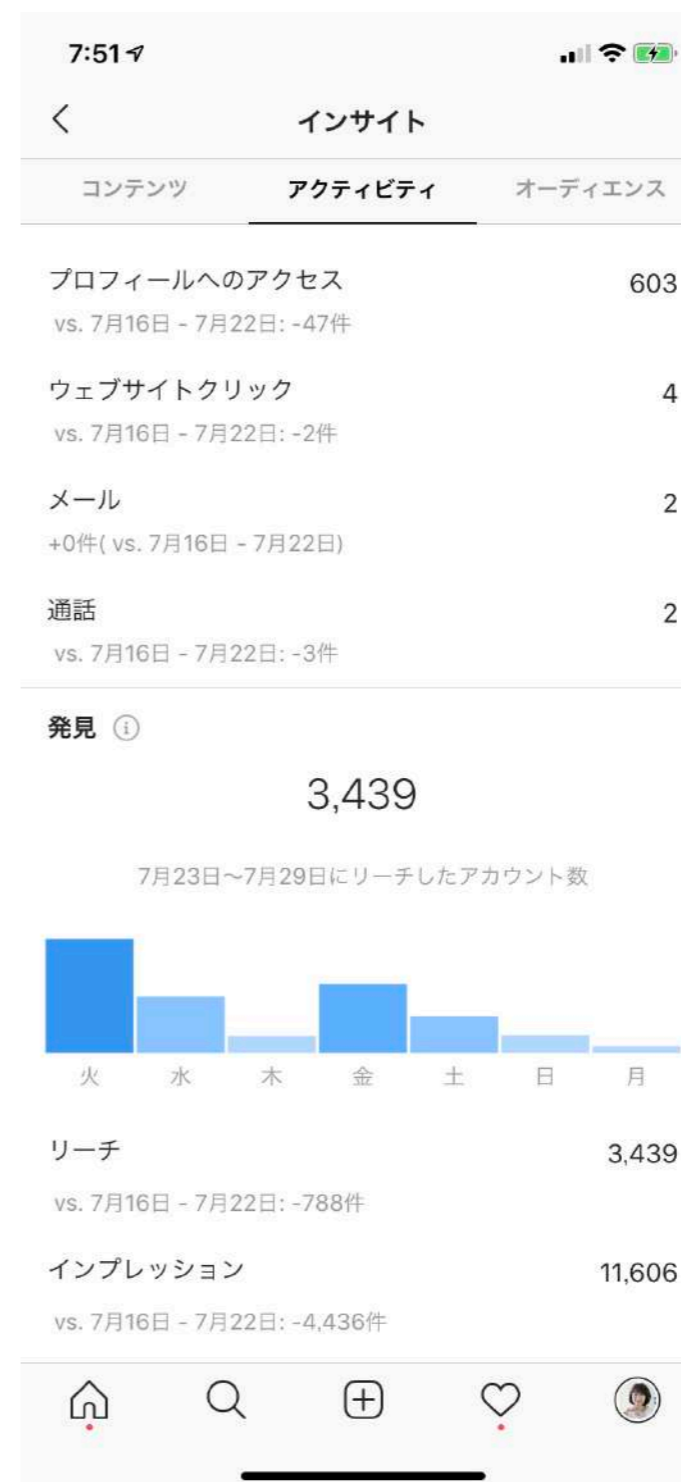 7:51
インサイト
コンテンツ アクティビティ オーディエンス
プロフィールへのアクセス 603
vs. 7月16日 - 7月22日: -47件
ウェブサイトクリック 4
vs. 7月16日 - 7月22日: -2件
メール 2
+0件( vs. 7月16日 - 7月22日)
通話 2
vs. 7月16日 - 7月22日: -3件
発見
3,439
7月23日〜7月29日にリーチしたアカウント数
火 水 木 金 土 日 月
リーチ 3,439
vs. 7月16日 - 7月22日: -788件
インプレッション 11,606
vs. 7月16日 - 7月22日: -4,436件